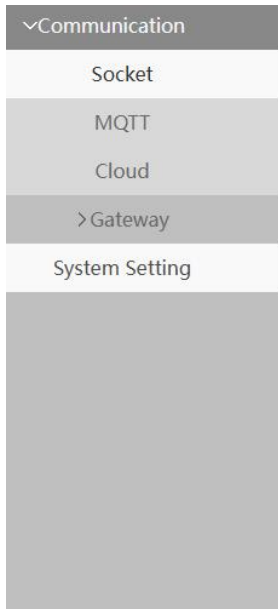 Communication
Socket
MQTT
Cloud
Gateway
System Setting